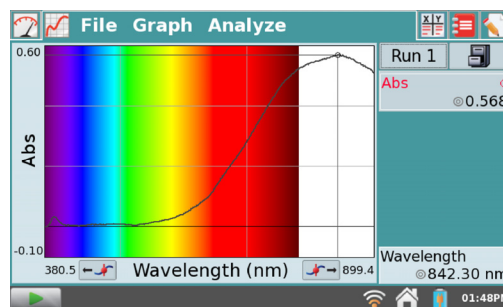 File Graph Analyze
X Y
0.60
Abs
-0.10
380.5
Wavelength (nm)
899.4
Run 1
Abs
0.568
Wavelength
842.30 nm
01:48